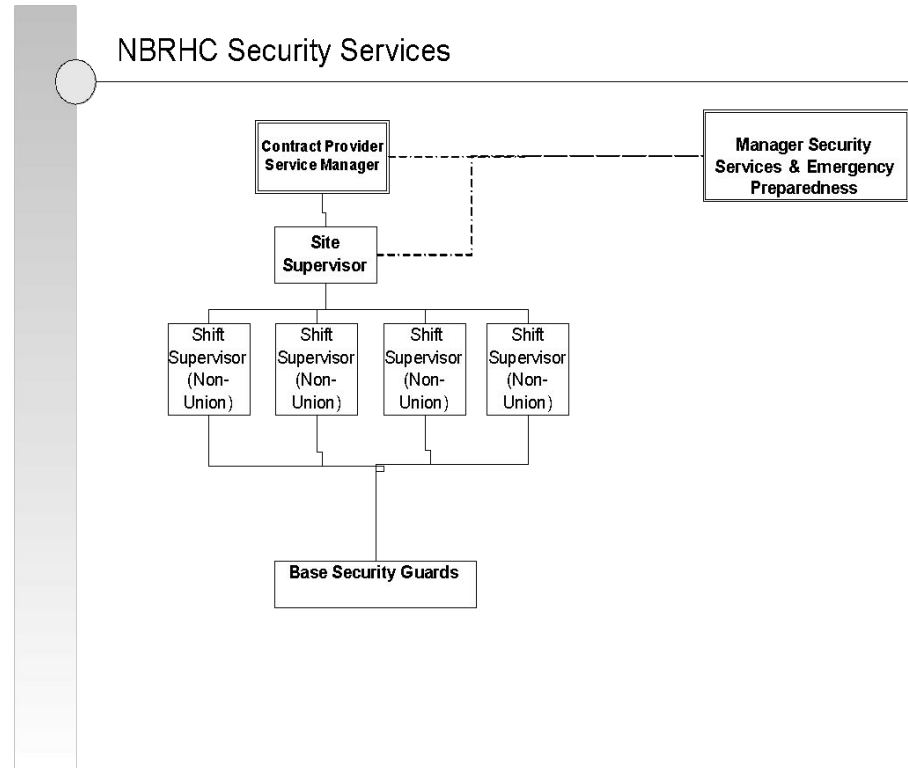 NBRHC Security Services
Contract Provider
Service Manager
Manager Security
Services & Emergency
Preparedness
Site
Supervisor
Shift
Supervisor
(Non-
Union)
Shift
Supervisor
(Non-
Union)
Shift
Supervisor
(Non-
Union)
Shift
Supervisor
(Non-
Union)
Base Security Guards